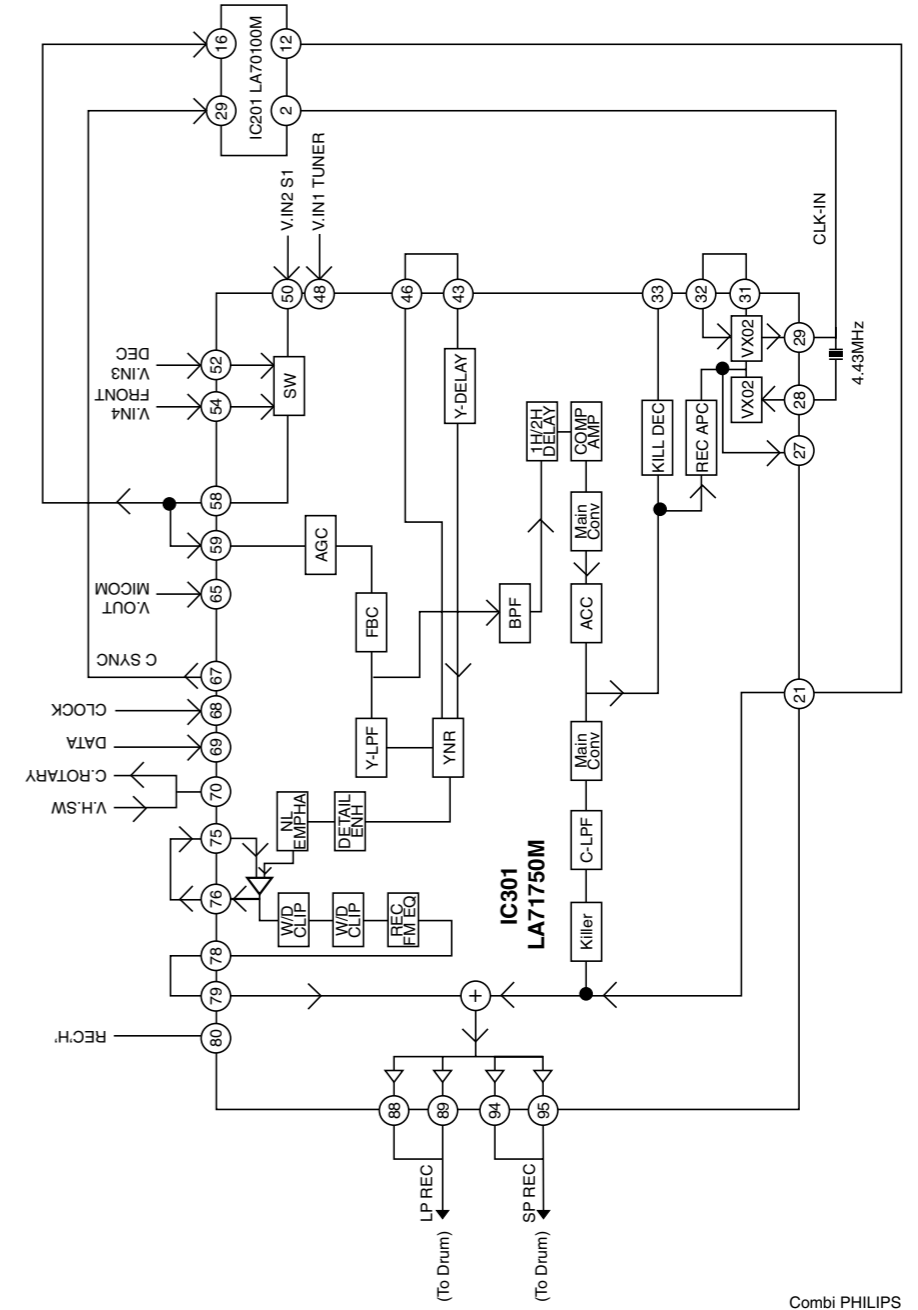 16
12
IC201 LA70100M
29
2
V.IN2 S1
V.IN1 TUNER
CLK-IN
4.43MHz
50
48
46
43
33
32
31
29
28
27
21
V.IN3
DEC
V.IN4
FRONT
52
54
58
59
V.OUT
MICOM
65
C SYNC
67
CLOCK
68
DATA
69
C.ROTARY
V.H.SW
70
75
76
78
79
REC'H'
80
SW
Y-DELAY
AGC
FBC
Y-LPF
YNR
DETAIL
ENH
NL
EMPHA
W/D
CLIP
W/D
CLIP
REC
FM EQ
BPF
1H/2H
DELAY
COMP
AMP
Main
Conv
ACC
Main
Conv
C-LPF
Killer
KILL DEC
REC APC
VX02
VX02
IC301
LA71750M
+
88
89
94
95
LP REC
(To Drum)
SP REC
(To Drum)
Combi PHILIPS